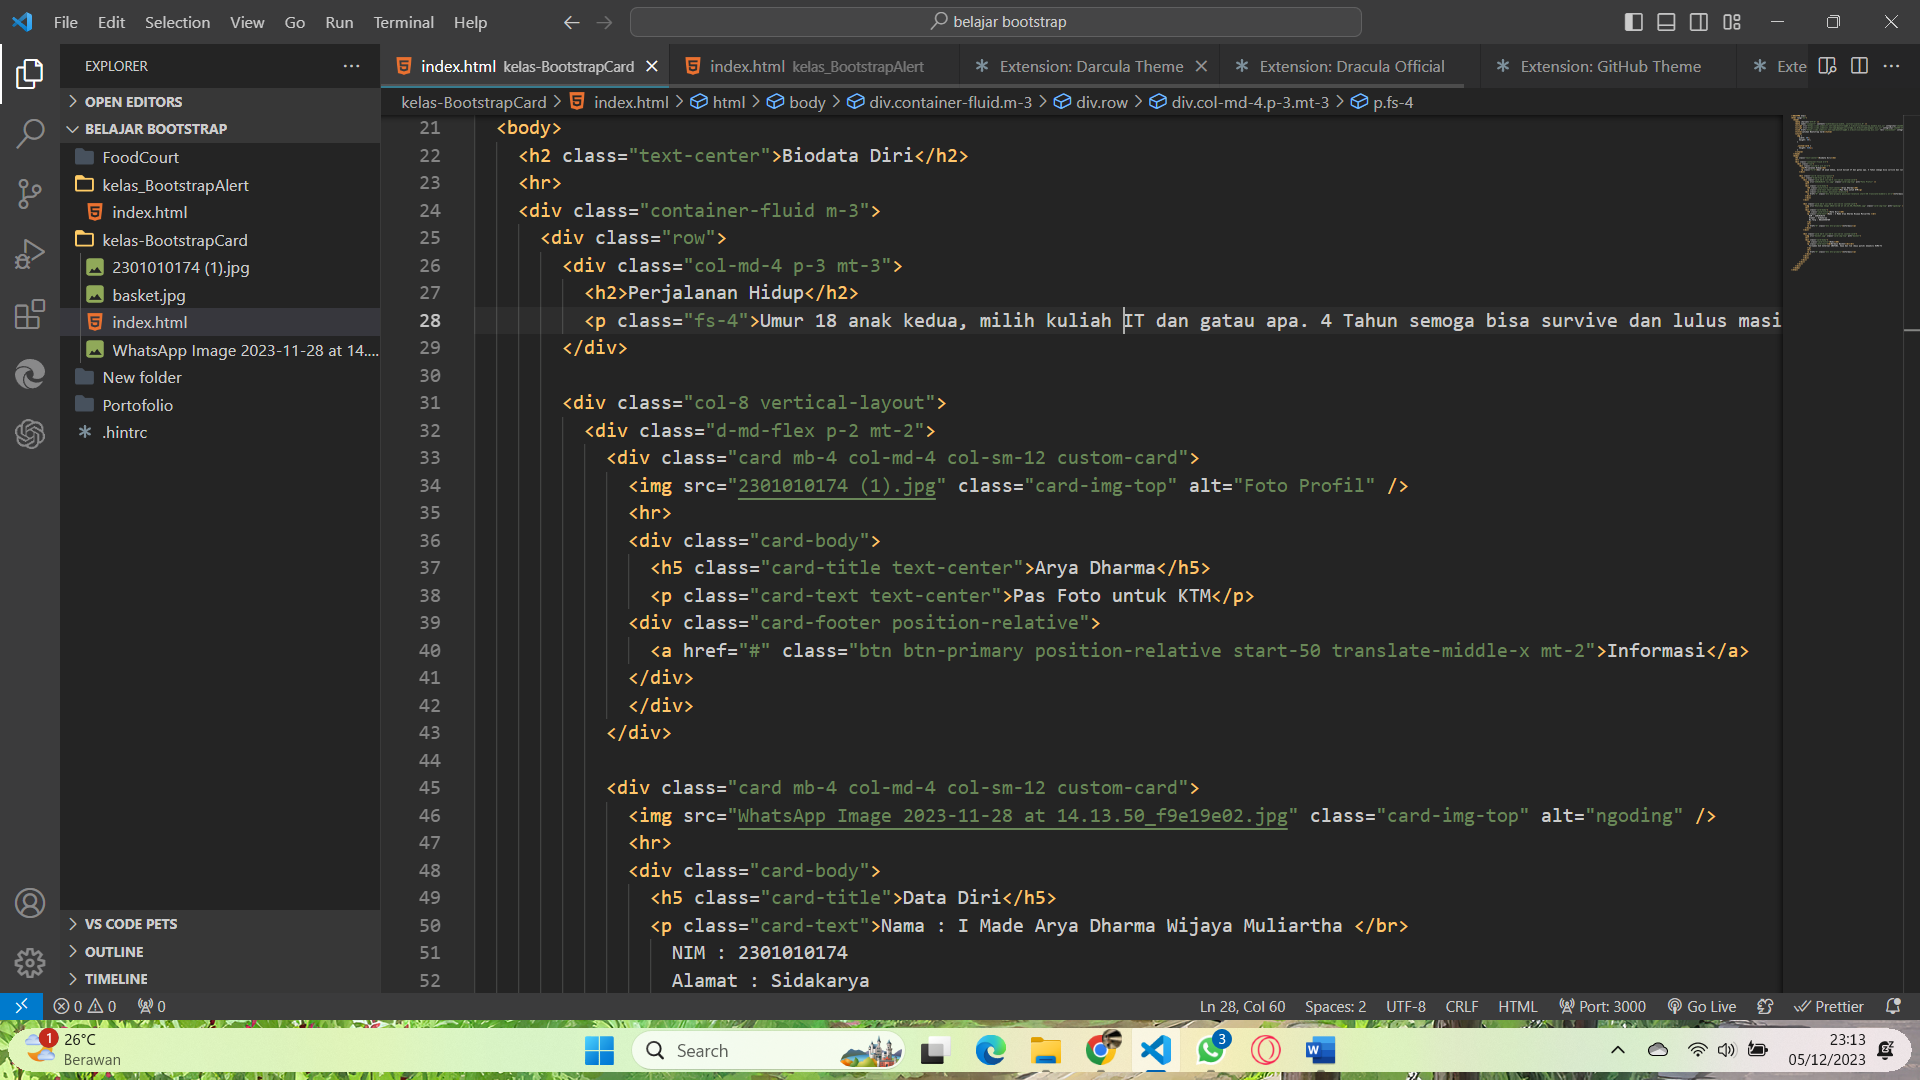 File Edit Selection View Go Run Terminal Help
belajar bootstrap
EXPLORER
index.html kelas-BootstrapCard
index.html kelas_BootstrapAlert
Extension: Darcula Theme
Extension: Dracula Official
Extension: GitHub Theme
Exte
OPEN EDITORS
BELAJAR BOOTSTRAP
FoodCourt
kelas_BootstrapAlert
index.html
kelas-BootstrapCard
2301010174 (1).jpg
basket.jpg
index.html
WhatsApp Image 2023-11-28 at 14....
New folder
Portofolio
.hintrc
VS CODE PETS
OUTLINE
TIMELINE
kelas-BootstrapCard > index.html > html > body > div.container-fluid.m-3 > div.row > div.col-md-4.p-3.mt-3 > p.fs-4
21 <body>
22 <h2 class="text-center">Biodata Diri</h2>
23 <hr>
24 <div class="container-fluid m-3">
25 <div class="row">
26 <div class="col-md-4 p-3 mt-3">
27 <h2>Perjalanan Hidup</h2>
28 <p class="fs-4">Umur 18 anak kedua, milih kuliah IT dan gatau apa. 4 Tahun semoga bisa survive dan lulus masi
29 </div>
30
31 <div class="col-8 vertical-layout">
32 <div class="d-md-flex p-2 mt-2">
33 <div class="card mb-4 col-md-4 col-sm-12 custom-card">
34 <img src="2301010174 (1).jpg" class="card-img-top" alt="Foto Profil" />
35 <hr>
36 <div class="card-body">
37 <h5 class="card-title text-center">Arya Dharma</h5>
38 <p class="card-text text-center">Pas Foto untuk KTM</p>
39 <div class="card-footer position-relative">
40 <a href="#" class="btn btn-primary position-relative start-50 translate-middle-x mt-2">Informasi</a>
41 </div>
42 </div>
43 </div>
44
45 <div class="card mb-4 col-md-4 col-sm-12 custom-card">
46 <img src="WhatsApp Image 2023-11-28 at 14.13.50_f9e19e02.jpg" class="card-img-top" alt="ngoding" />
47 <hr>
48 <div class="card-body">
49 <h5 class="card-title">Data Diri</h5>
50 <p class="card-text">Nama : I Made Arya Dharma Wijaya Muliartha </br>
51 NIM : 2301010174
52 Alamat : Sidakarya
0 0 0 Ln 28, Col 60 Spaces: 2 UTF-8 CRLF HTML Port: 3000 Go Live Prettier
1
26°C
Berawan
Search
3
23:13
05/12/2023